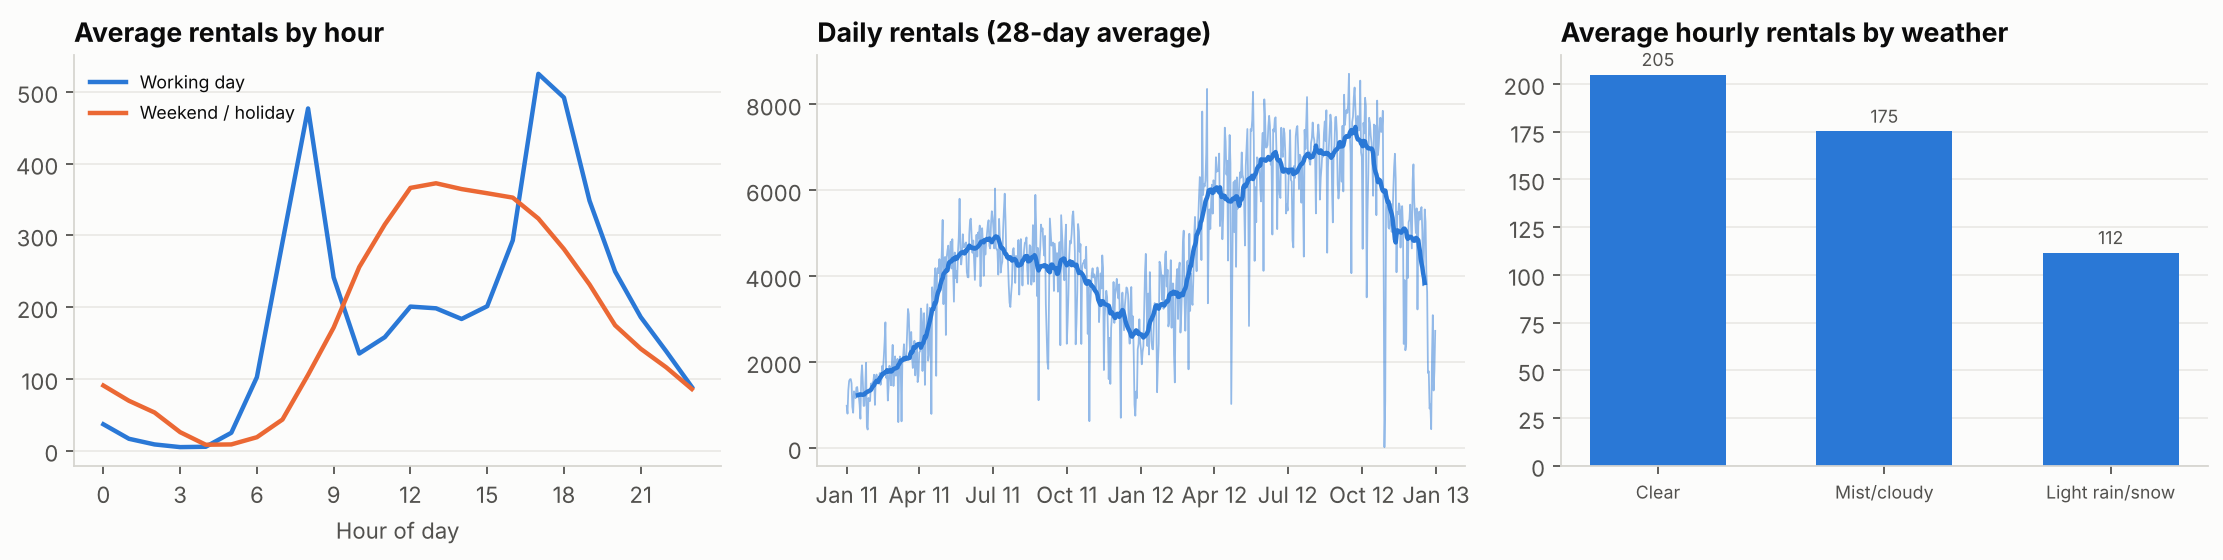 Average rentals by hour
Working day
Weekend / holiday
500
400
300
200
100
0
0 3 6 9 12 15 18 21
Hour of day
Daily rentals (28-day average)
8000
6000
4000
2000
0
Jan 11 Apr 11 Jul 11 Oct 11 Jan 12 Apr 12 Jul 12 Oct 12 Jan 13
Average hourly rentals by weather
205
175
112
200
175
150
125
100
75
50
25
0
Clear Mist/cloudy Light rain/snow